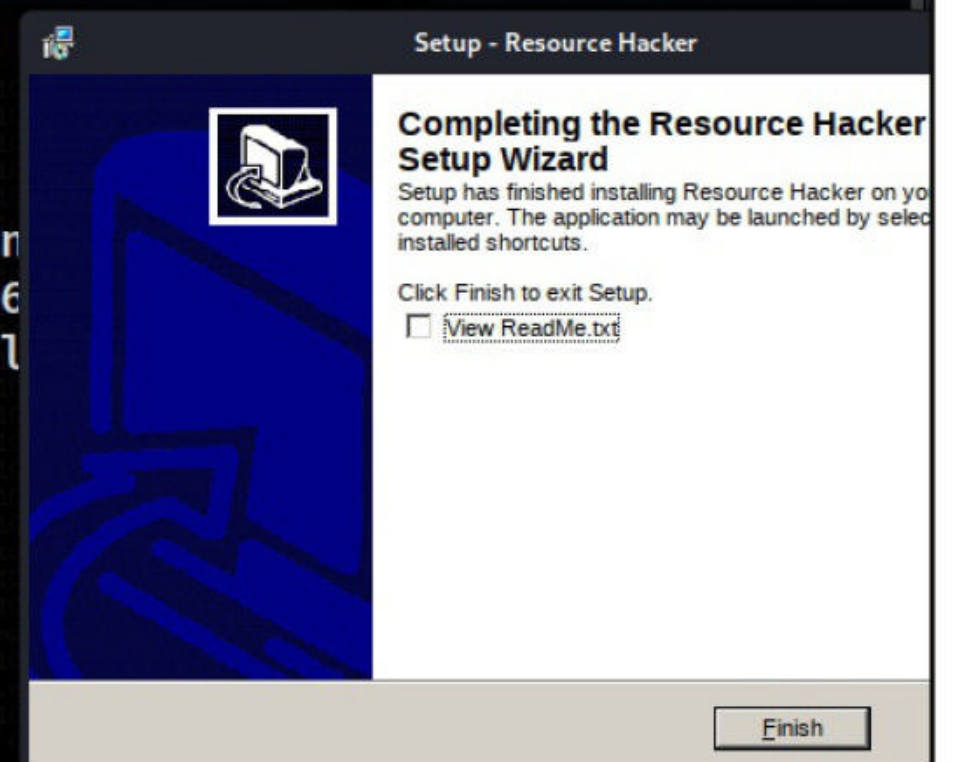 Setup - Resource Hacker
Completing the Resource Hacker
Setup Wizard
Setup has finished installing Resource Hacker on yo
computer. The application may be launched by selec
installed shortcuts.
Click Finish to exit Setup.
View ReadMe.txt
Finish